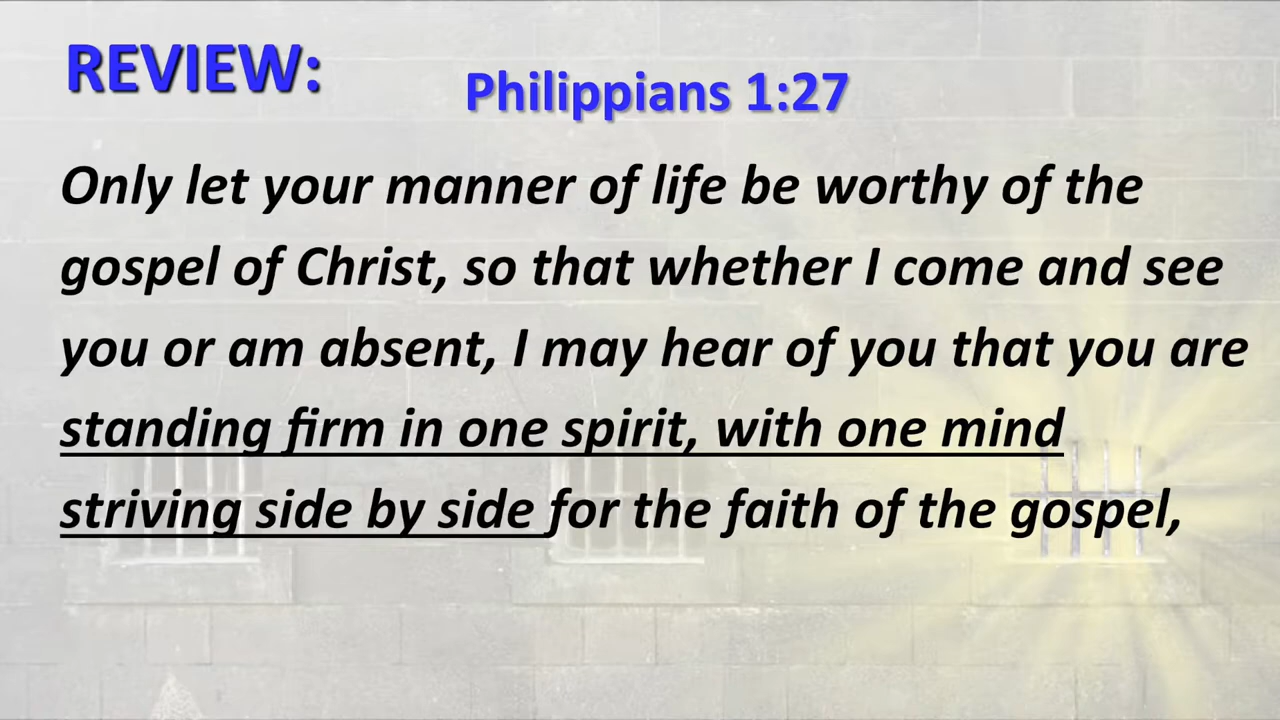 REVIEW:
Philippians 1:27
Only let your manner of life be worthy of the
gospel of Christ, so that whether I come and see
you or am absent, I may hear of you that you are
standing firm in one spirit, with one mind
striving side by side for the faith of the gospel,